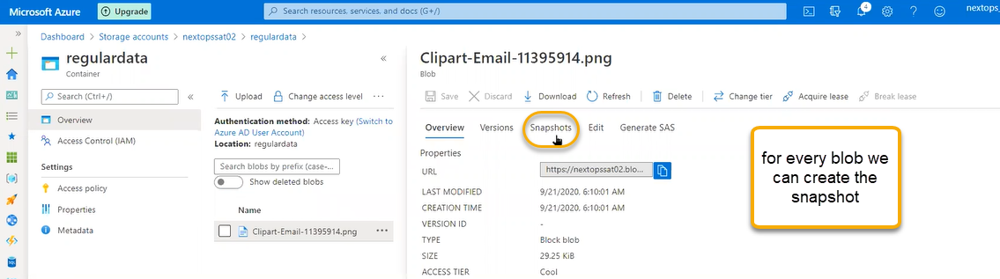 Microsoft Azure
Upgrade
Search resources, services, and docs (G+/)
4
nextops_
Dashboard > Storage accounts > nextopssat02 > regulardata >
regulardata
Container
Search (Ctrl+/)
Overview
Access Control (IAM)
Settings
Access policy
Properties
Metadata
Upload
Change access level
Authentication method: Access key (Switch to
Azure AD User Account)
Location: regulardata
Search blobs by prefix (case-...
Show deleted blobs
Name
Clipart-Email-11395914.png
Clipart-Email-11395914.png
Blob
Save
Discard
Download
Refresh
Delete
Change tier
Acquire lease
Break lease
Overview
Versions
Snapshots
Edit
Generate SAS
Properties
URL
https://nextopssat02.blo...
LAST MODIFIED
9/21/2020, 6:10:01 AM
CREATION TIME
9/21/2020, 6:10:01 AM
VERSION ID
-
TYPE
Block blob
SIZE
29.25 KiB
ACCESS TIER
Cool
for every blob we
can create the
snapshot